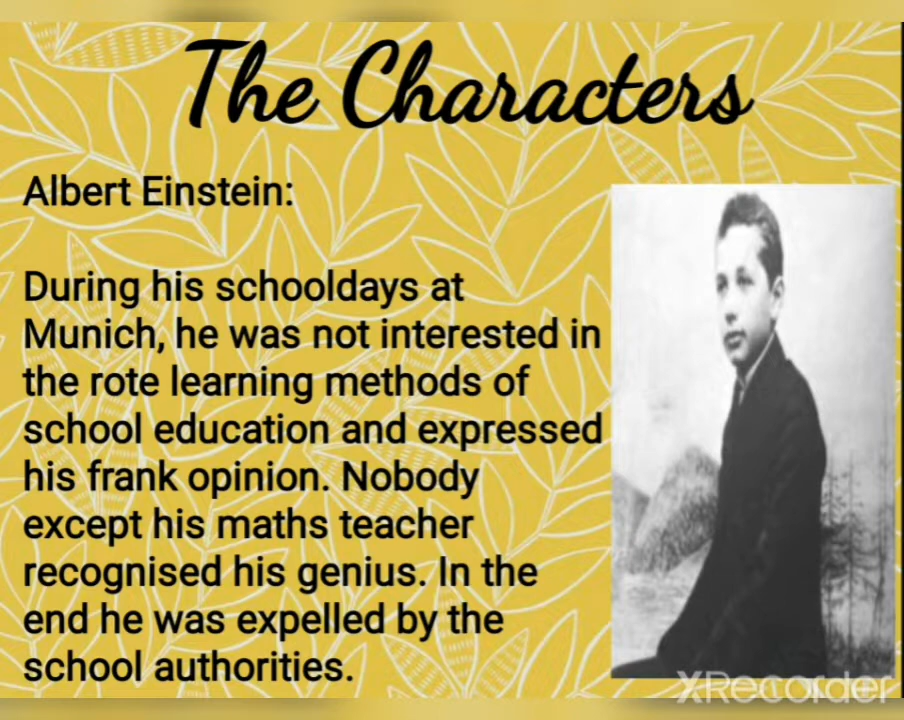 The Characters
Albert Einstein:
During his schooldays at
Munich, he was not interested in
the rote learning methods of
school education and expressed
his frank opinion. Nobody
except his maths teacher
recognised his genius. In the
end he was expelled by the
school authorities.
XRecorder